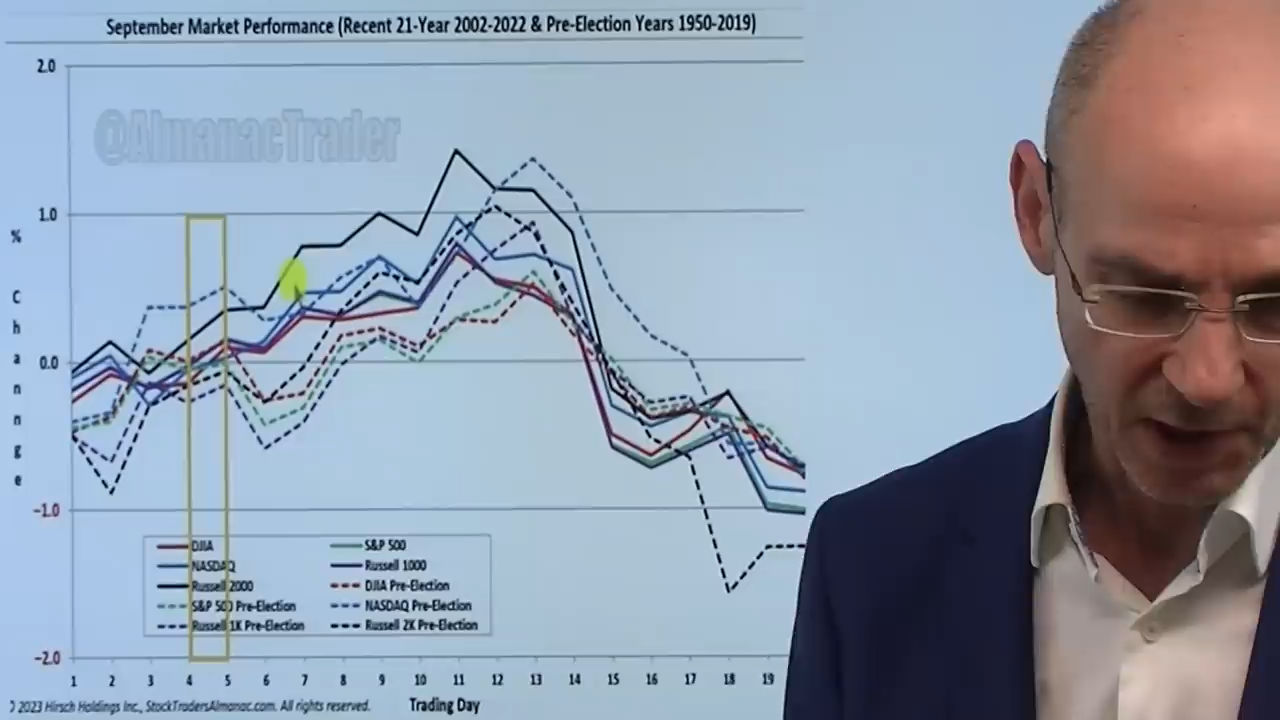 September Market Performance (Recent 21-Year 2002-2022 & Pre-Election Years 1950-2019)
@AlmanacTrader
2.0
1.0
0.0
-1.0
-2.0
% Change
DJIA
S&P 500
NASDAQ
Russell 1000
Russell 2000
DJIA Pre-Election
S&P 500 Pre-Election
NASDAQ Pre-Election
Russell 1K Pre-Election
Russell 2K Pre-Election
1 2 3 4 5 6 7 8 9 10 11 12 13 14 15 16 17 18 19
2023 Hirsch Holdings Inc., StockTradersAlmanac.com. All rights reserved.
Trading Day